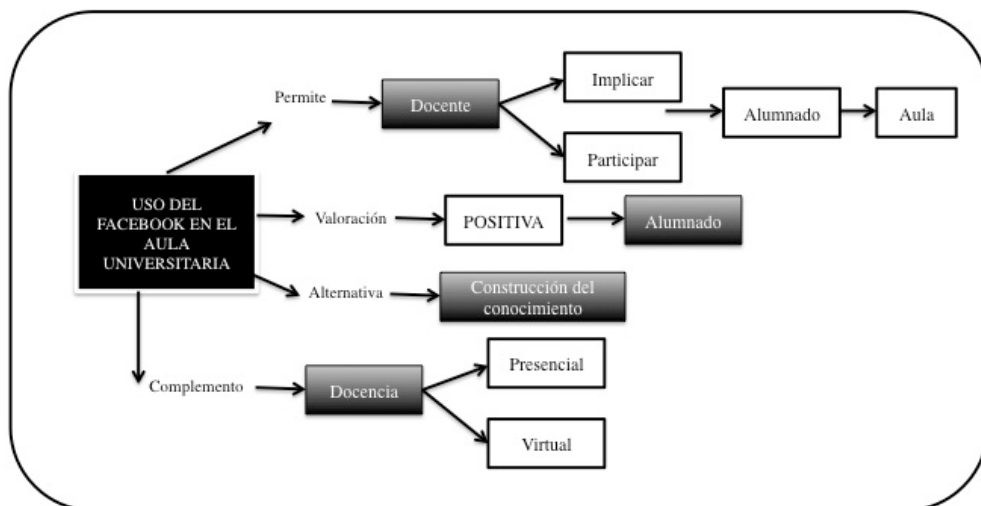 Permite
Docente
Implicar
Participar
Alumnado
Aula
USO DEL
FACEBOOK EN EL
AULA
UNIVERSITARIA
Valoración
POSITIVA
Alumnado
Alternativa
Construcción del
conocimiento
Complemento
Docencia
Presencial
Virtual